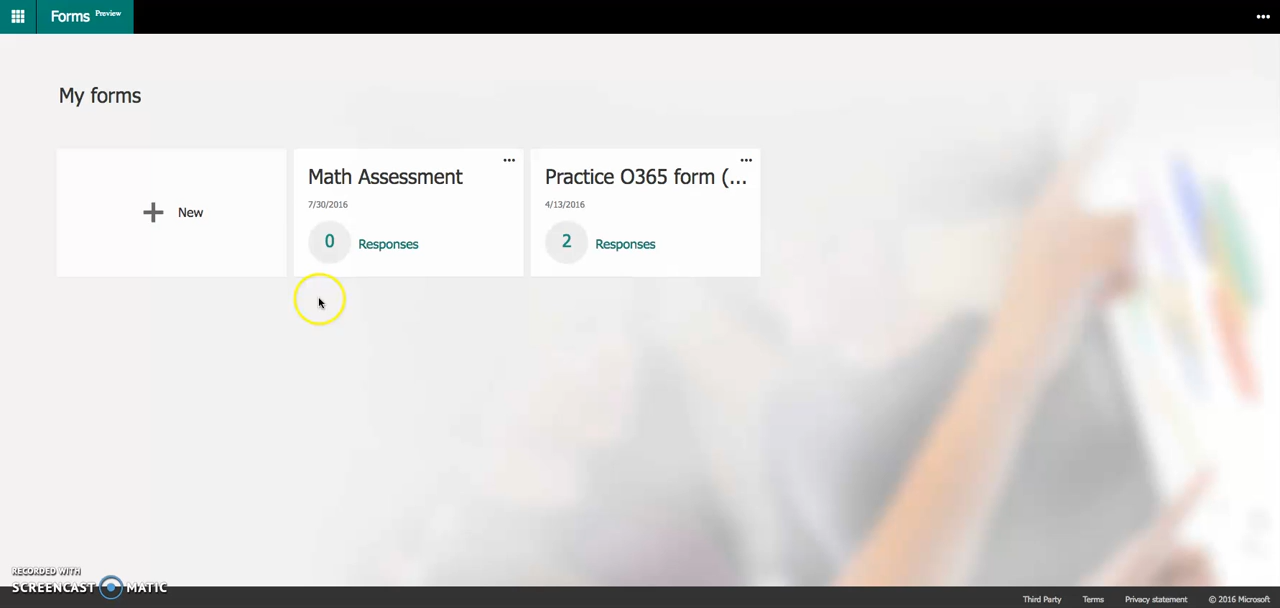 Forms Preview
•••
My forms
New
•••
Math Assessment
7/30/2016
0 Responses
•••
Practice O365 form (...
4/13/2016
2 Responses
RECORDED WITH
SCREENCAST MATIC
Third Party Terms Privacy statement © 2016 Microsoft